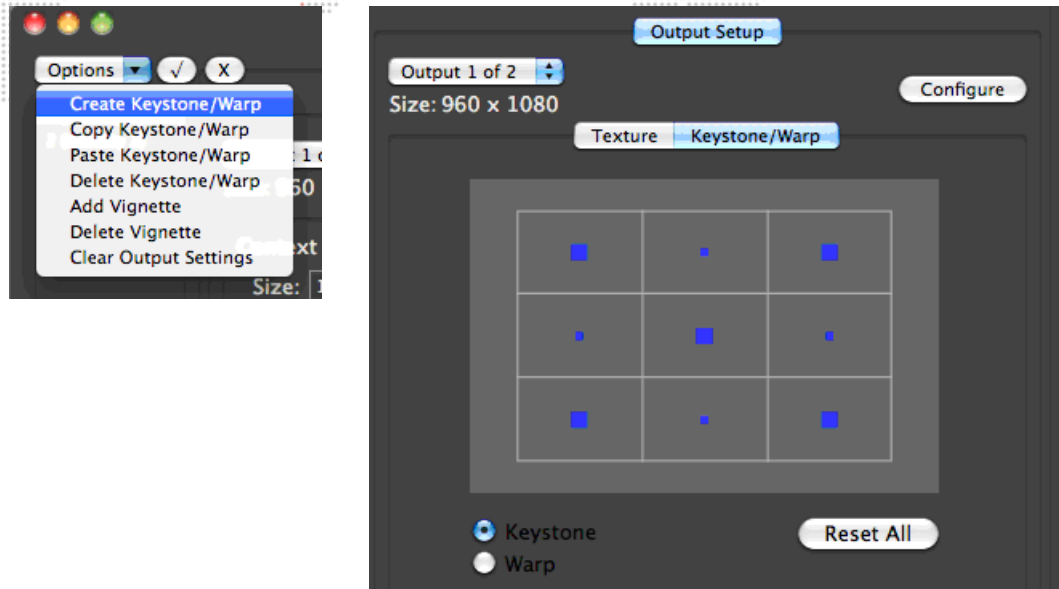 Options √ X
Create Keystone/Warp
Copy Keystone/Warp
Paste Keystone/Warp
Delete Keystone/Warp
Add Vignette
Delete Vignette
Clear Output Settings
Size:
Output Setup
Output 1 of 2
Configure
Size: 960 x 1080
Texture Keystone/Warp
Keystone
Reset All
Warp